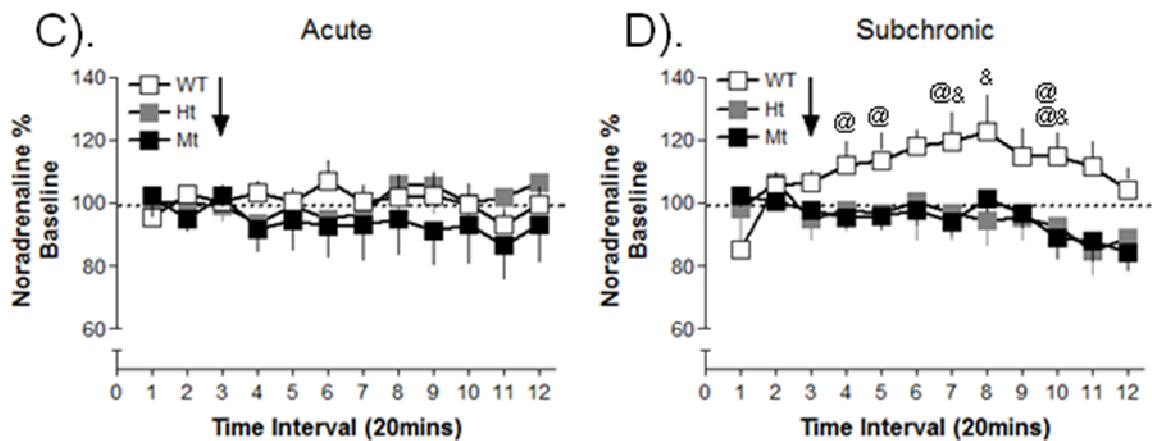 C).
Acute
Noradrenaline %
Baseline
140
120
100
80
60
WT
Ht
Mt
0 1 2 3 4 5 6 7 8 9 10 11 12
Time Interval (20mins)
D).
Subchronic
Noradrenaline %
Baseline
140
120
100
80
60
WT
Ht
Mt
@
@
@&
&
@
@&
0 1 2 3 4 5 6 7 8 9 10 11 12
Time Interval (20mins)